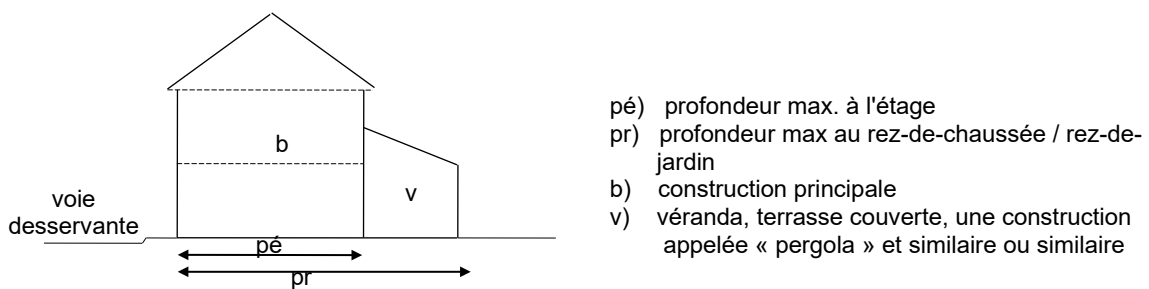 b
v
voie
desservante
pé
pr
pé) profondeur max. à l'étage
pr) profondeur max au rez-de-chaussée / rez-de-
jardin
b) construction principale
v) véranda, terrasse couverte, une construction
appelée « pergola » et similaire ou similaire